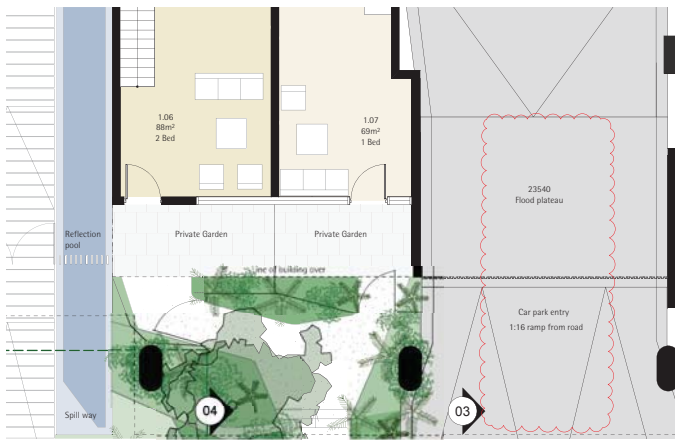 1.06
88m²
2 Bed
1.07
69m²
1 Bed
23540
Flood plateau
Reflection
pool
Private Garden
Private Garden
Line of building over
Car park entry
1:16 ramp from road
Spill way
04
03